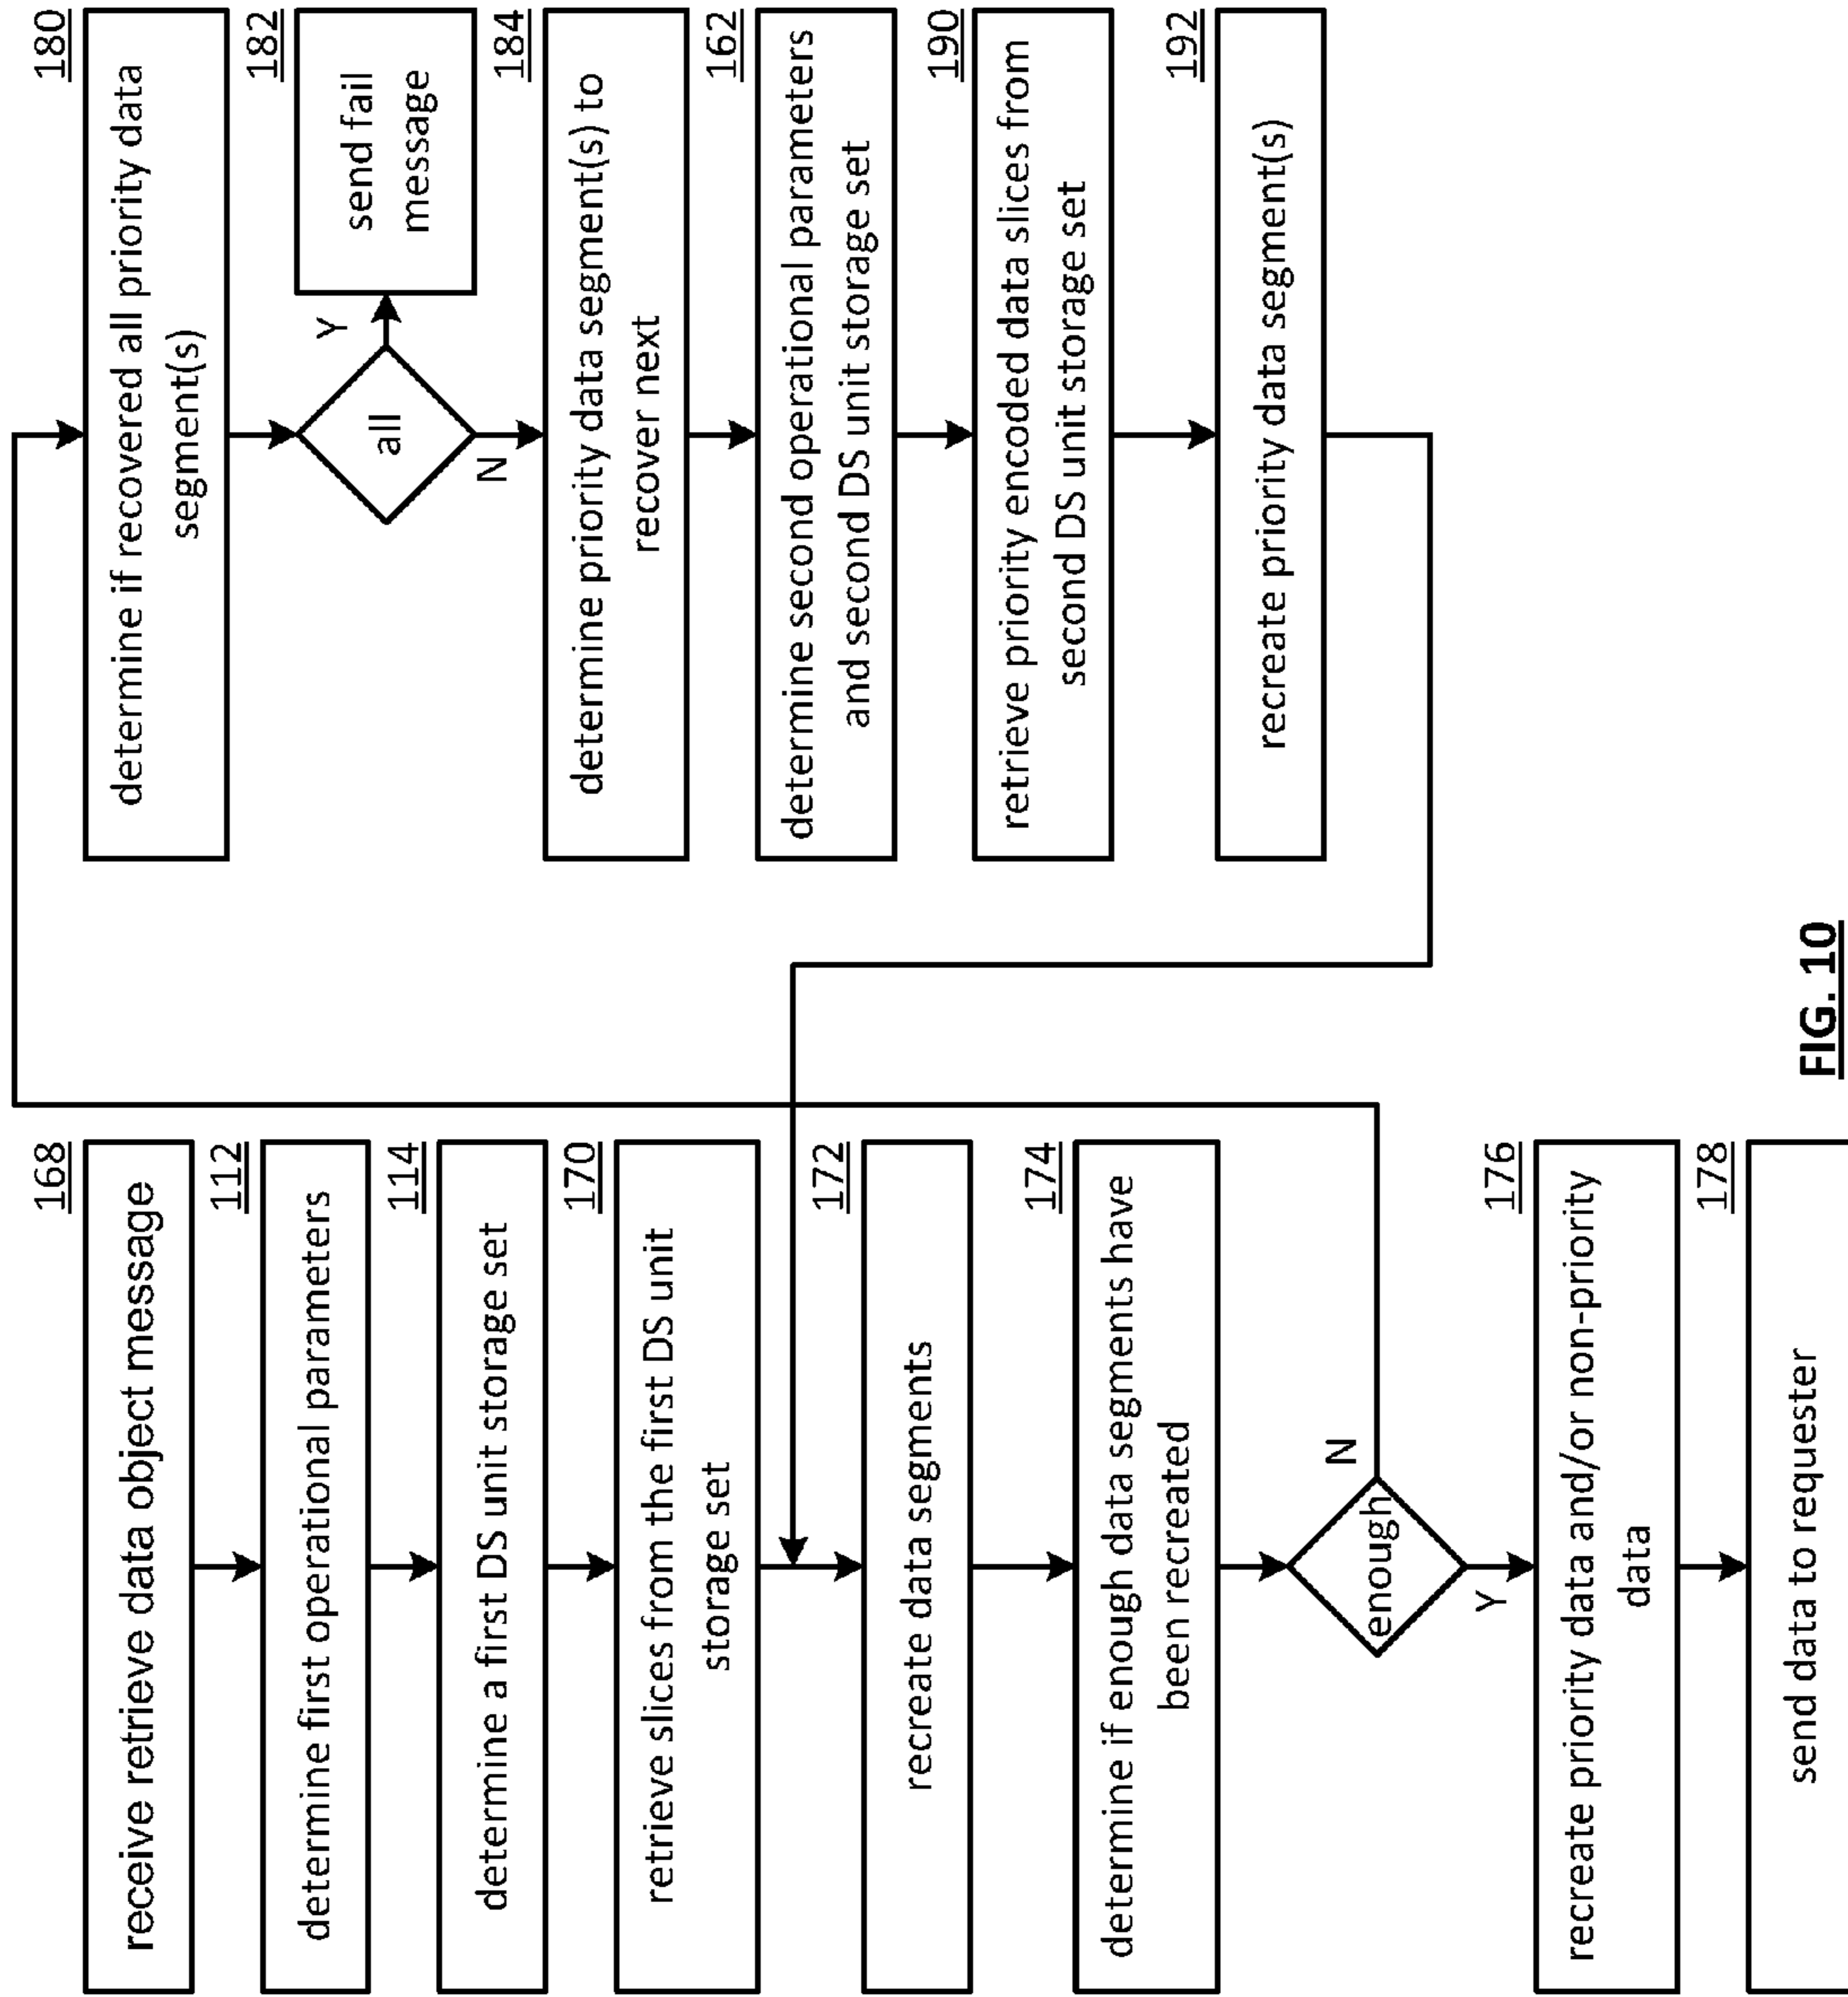 168
receive retrieve data object message
112
determine first operational parameters
114
determine a first DS unit storage set
170
retrieve slices from the first DS unit
storage set
172
recreate data segments
174
determine if enough data segments have
been recreated
enough
N
Y
176
recreate priority data and/or non-priority
data
178
send data to requester
180
determine if recovered all priority data
segment(s)
all
Y
N
182
send fail
message
184
determine priority data segment(s) to
recover next
162
determine second operational parameters
and second DS unit storage set
190
retrieve priority encoded data slices from
second DS unit storage set
192
recreate priority data segment(s)
FIG. 10